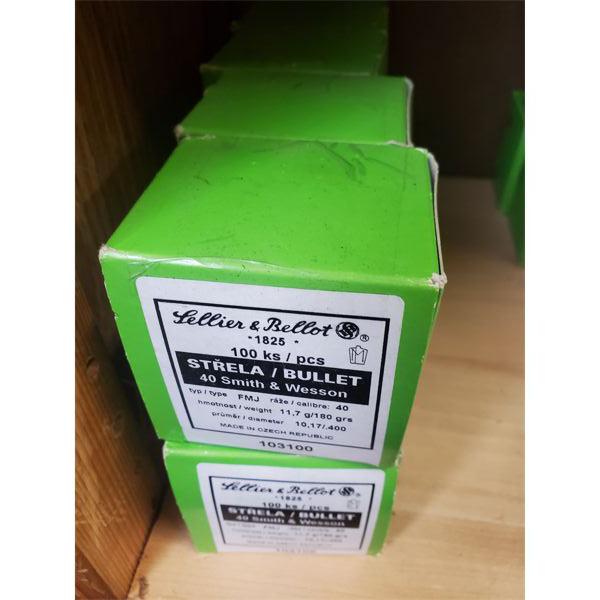 Lellier & Bellot ®
*1825 *
100 ks / pcs
STŘELA / BULLET
40 Smith & Wesson
typ / type FMJ ráže / calibre: 40
hmotnost / weight 11,7 g/180 grs
průměr / diameter 10,17/.400
MADE IN CZECH REPUBLIC
103100
Lellier & Bellot ®
*1825 *
100 ks / pcs
STŘELA / BULLET
40 Smith & Wesson